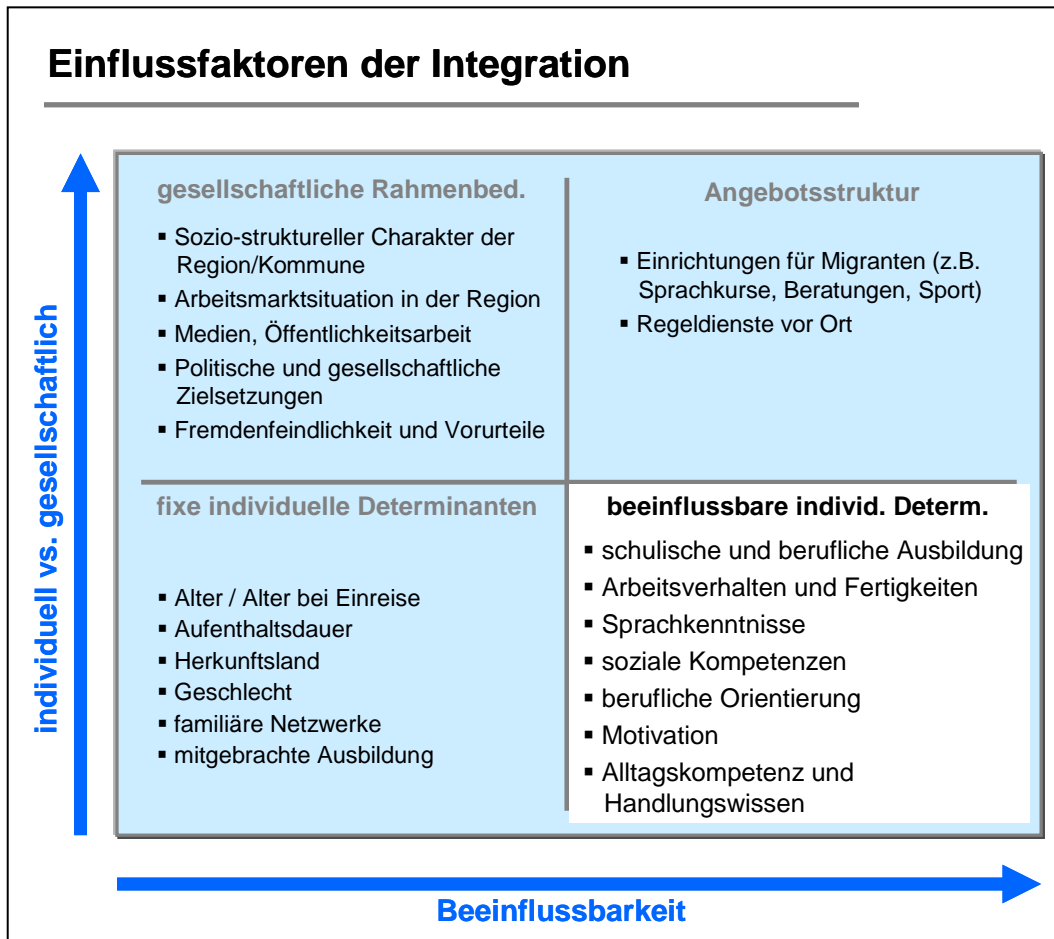 Einflussfaktoren der Integration
individuell vs. gesellschaftlich
gesellschaftliche Rahmenbed.
▪ Sozio-struktureller Charakter der
Region/Kommune
▪ Arbeitsmarktsituation in der Region
▪ Medien, Öffentlichkeitsarbeit
▪ Politische und gesellschaftliche
Zielsetzungen
▪ Fremdenfeindlichkeit und Vorurteile
Angebotsstruktur
▪ Einrichtungen für Migranten (z.B.
Sprachkurse, Beratungen, Sport)
▪ Regeldienste vor Ort
fixe individuelle Determinanten
▪ Alter / Alter bei Einreise
▪ Aufenthaltsdauer
▪ Herkunftsland
▪ Geschlecht
▪ familiäre Netzwerke
▪ mitgebrachte Ausbildung
beeinflussbare individ. Determ.
▪ schulische und berufliche Ausbildung
▪ Arbeitsverhalten und Fertigkeiten
▪ Sprachkenntnisse
▪ soziale Kompetenzen
▪ berufliche Orientierung
▪ Motivation
▪ Alltagskompetenz und
Handlungswissen
Beeinflussbarkeit